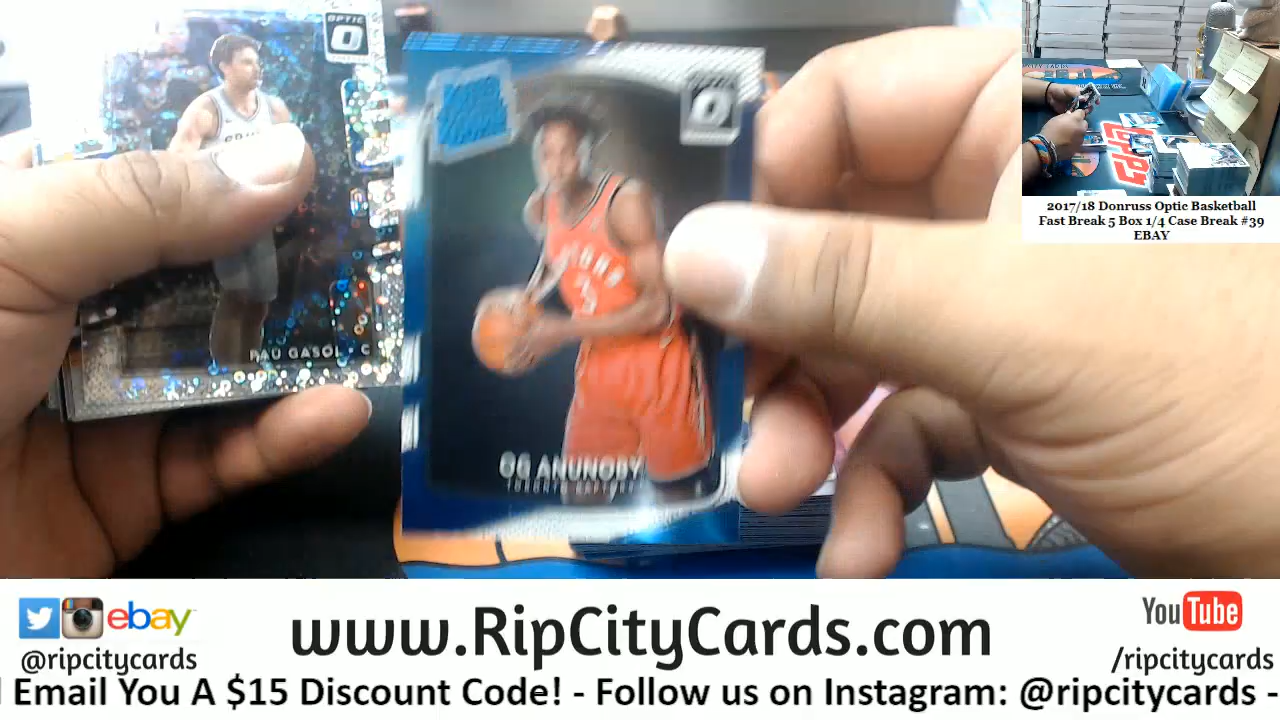 OPTIC
PAU GASOL • C
OG ANUNOBY
2017/18 Donruss Optic Basketball
Fast Break 5 Box 1/4 Case Break #39
EBAY
ebay
@ripcitycards
www.RipCityCards.com
YouTube
/ripcitycards
Email You A $15 Discount Code! - Follow us on Instagram: @ripcitycards -